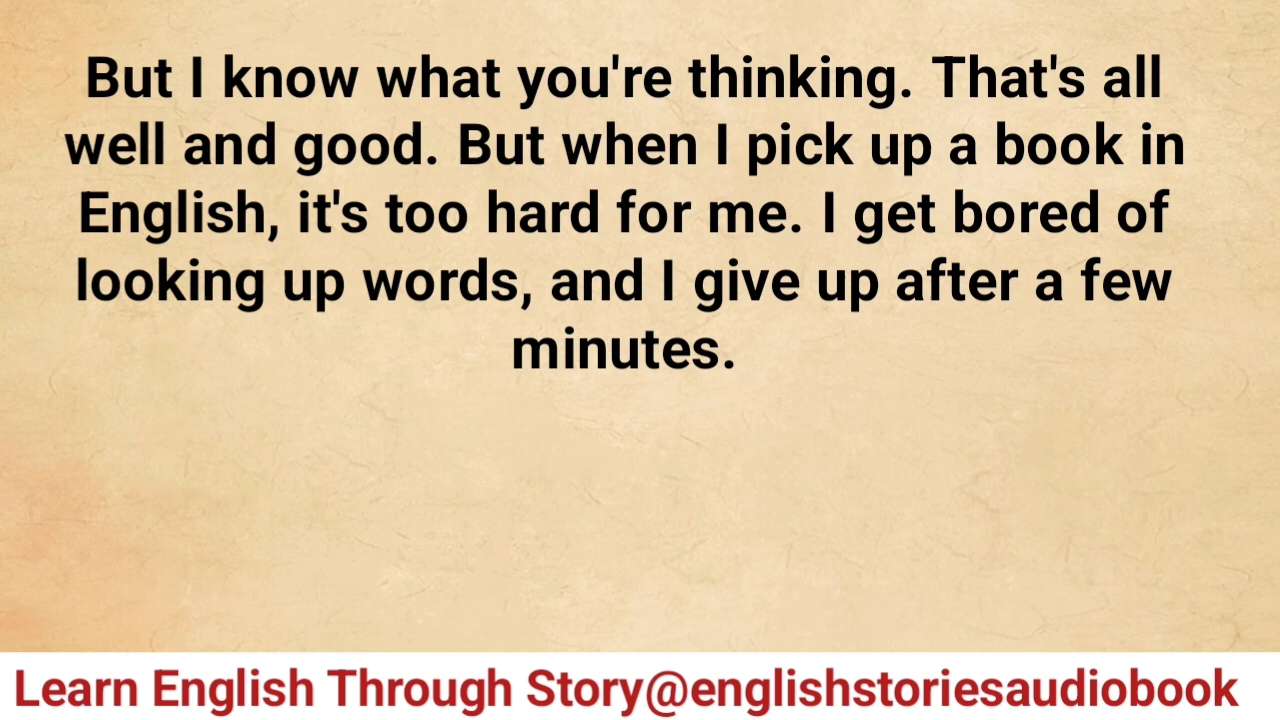 But I know what you're thinking. That's all
well and good. But when I pick up a book in
English, it's too hard for me. I get bored of
looking up words, and I give up after a few
minutes.
Learn English Through Story@englishstoriesaudiobook